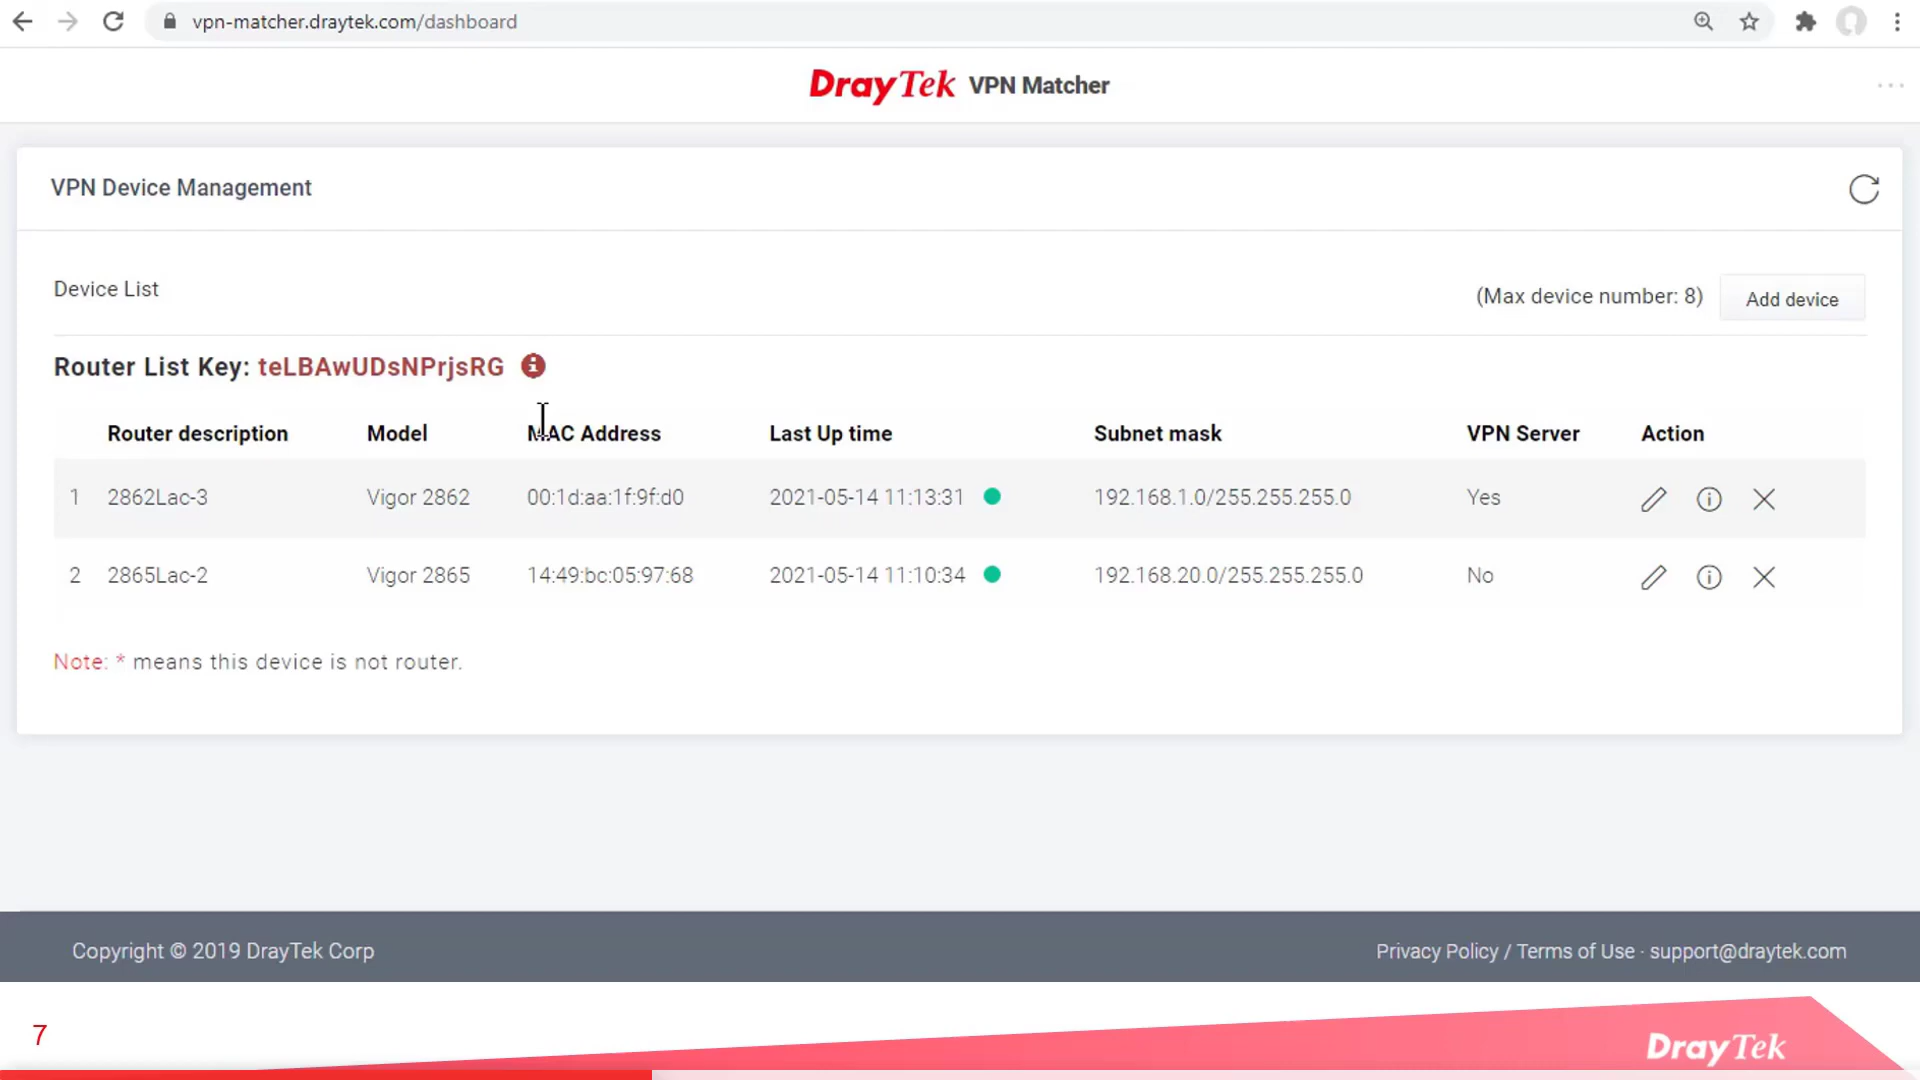 vpn-matcher.draytek.com/dashboard
DrayTek VPN Matcher
VPN Device Management
Device List
(Max device number: 8) Add device
Router List Key: teLBAwUDsNPrjsRG
Router description Model MAC Address Last Up time Subnet mask VPN Server Action
1 2862Lac-3 Vigor 2862 00:1d:aa:1f:9f:d0 2021-05-14 11:13:31 192.168.1.0/255.255.255.0 Yes
2 2865Lac-2 Vigor 2865 14:49:bc:05:97:68 2021-05-14 11:10:34 192.168.20.0/255.255.255.0 No
Note: * means this device is not router.
Copyright © 2019 DrayTek Corp Privacy Policy / Terms of Use · support@draytek.com
7
DrayTek